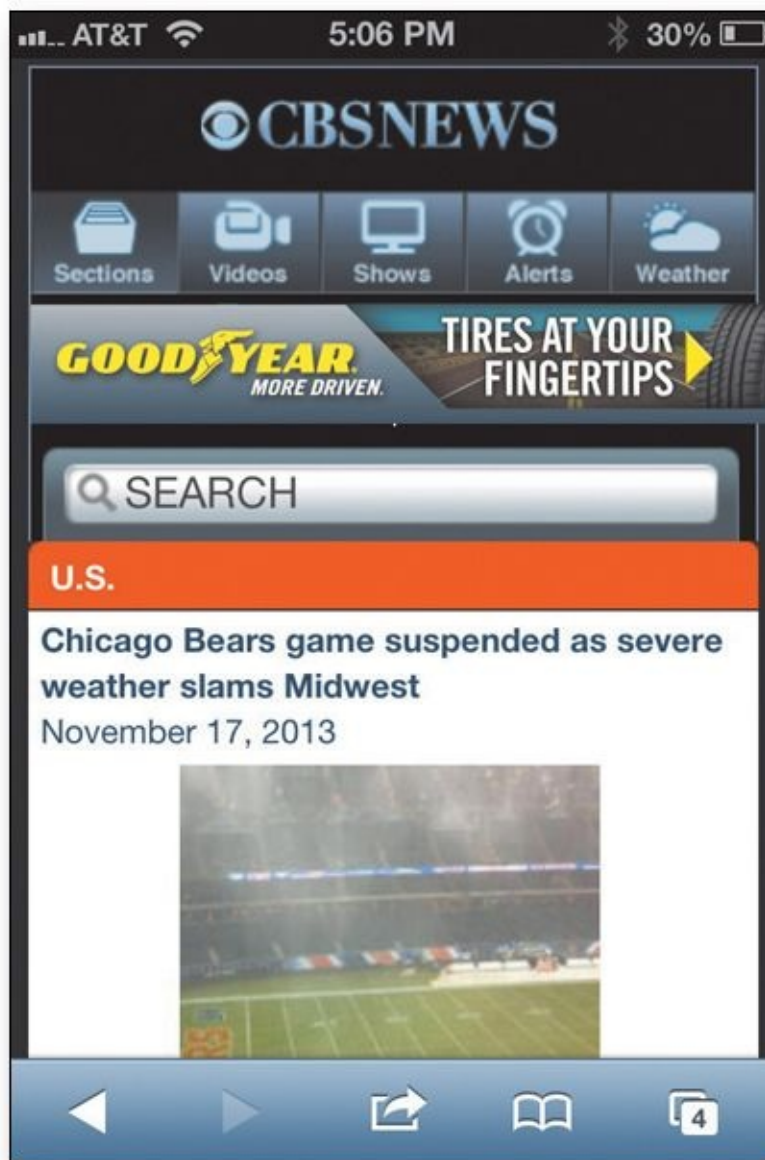 AT&T 5:06 PM 30%
CBSNEWS
Sections Videos Shows Alerts Weather
GOODYEAR.
MORE DRIVEN.
TIRES AT YOUR
FINGERTIPS
SEARCH
U.S.
Chicago Bears game suspended as severe
weather slams Midwest
November 17, 2013
RS
4